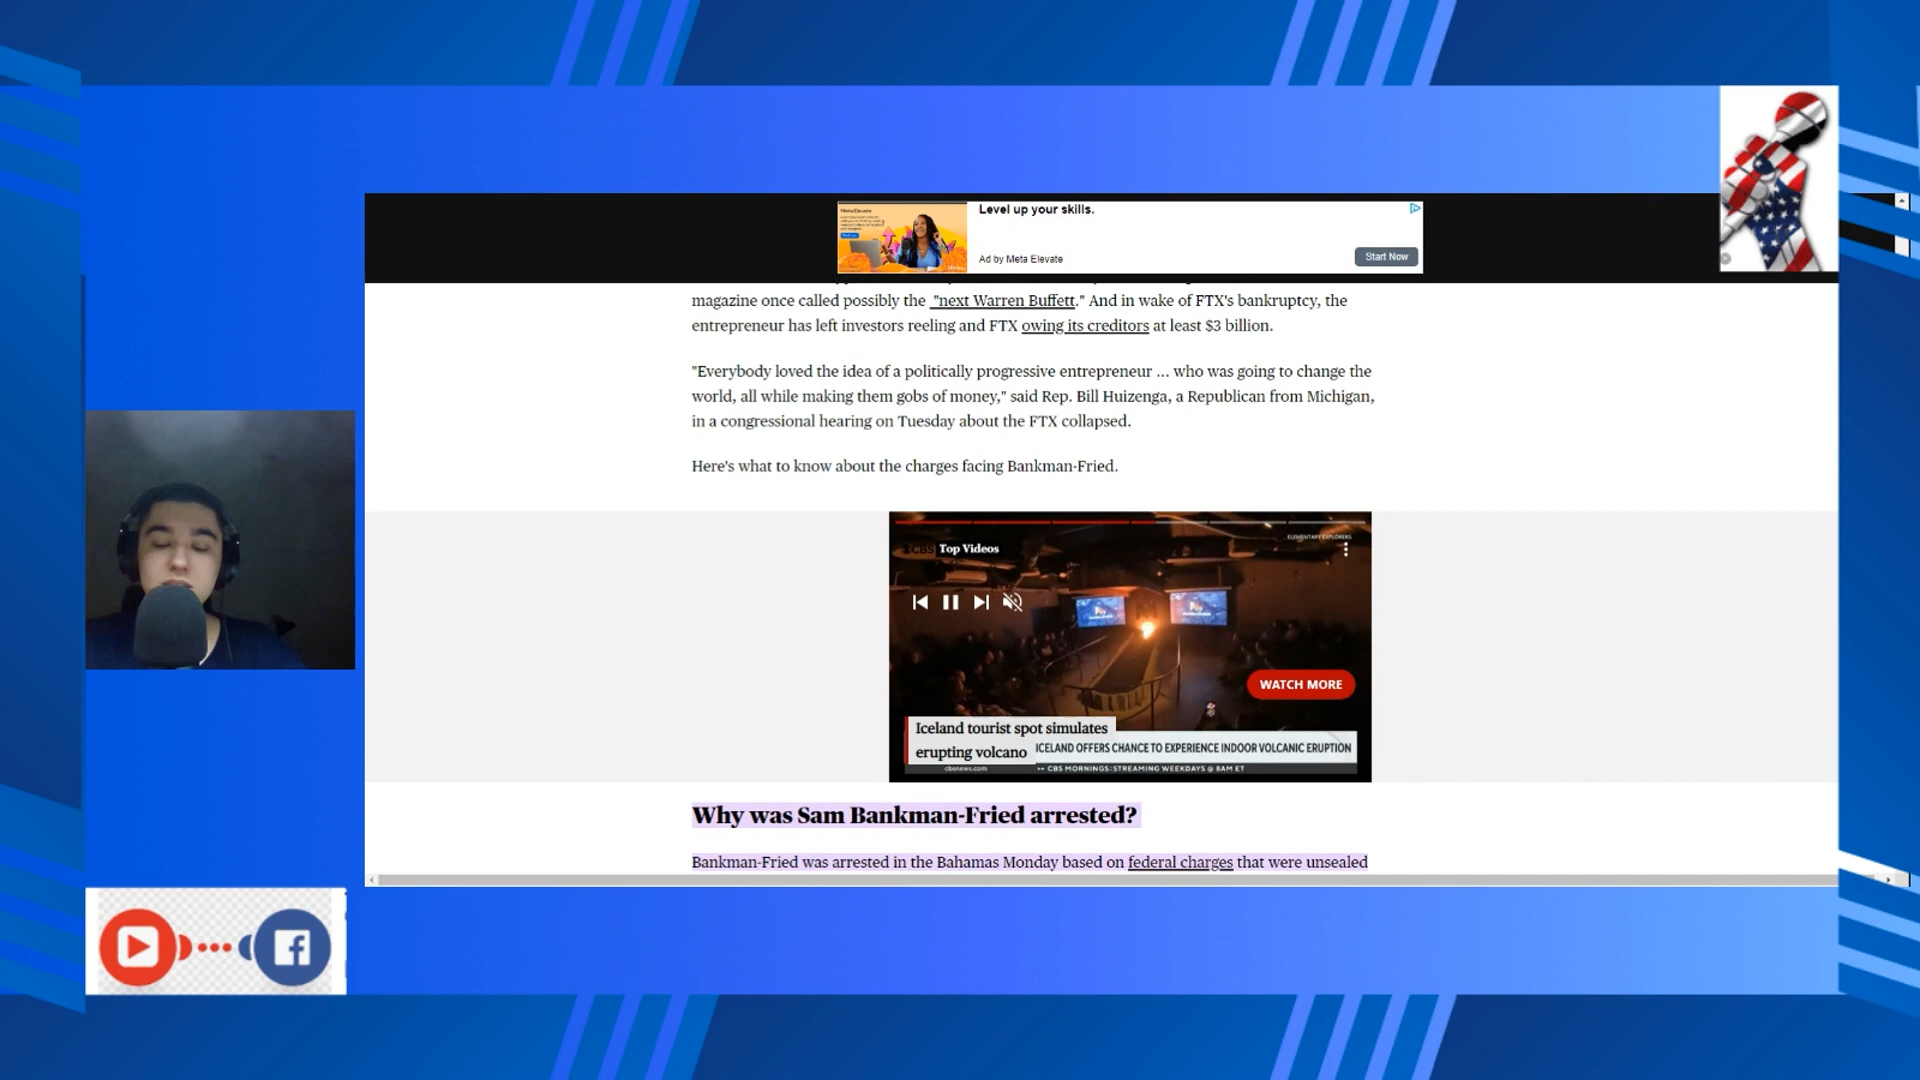 Level up your skills.
Ad by Meta Elevate
Start Now
magazine once called possibly the "next Warren Buffett." And in wake of FTX's bankruptcy, the
entrepreneur has left investors reeling and FTX owing its creditors at least $3 billion.
"Everybody loved the idea of a politically progressive entrepreneur ... who was going to change the
world, all while making them gobs of money," said Rep. Bill Huizenga, a Republican from Michigan,
in a congressional hearing on Tuesday about the FTX collapsed.
Here's what to know about the charges facing Bankman-Fried.
ELEMENTARY EXPLORERS
CBS Top Videos
WATCH MORE
Iceland tourist spot simulates
erupting volcano
ICELAND OFFERS CHANCE TO EXPERIENCE INDOOR VOLCANIC ERUPTION
cbsnews.com
CBS MORNINGS: STREAMING WEEKDAYS @ 8AM ET
Why was Sam Bankman-Fried arrested?
Bankman-Fried was arrested in the Bahamas Monday based on federal charges that were unsealed